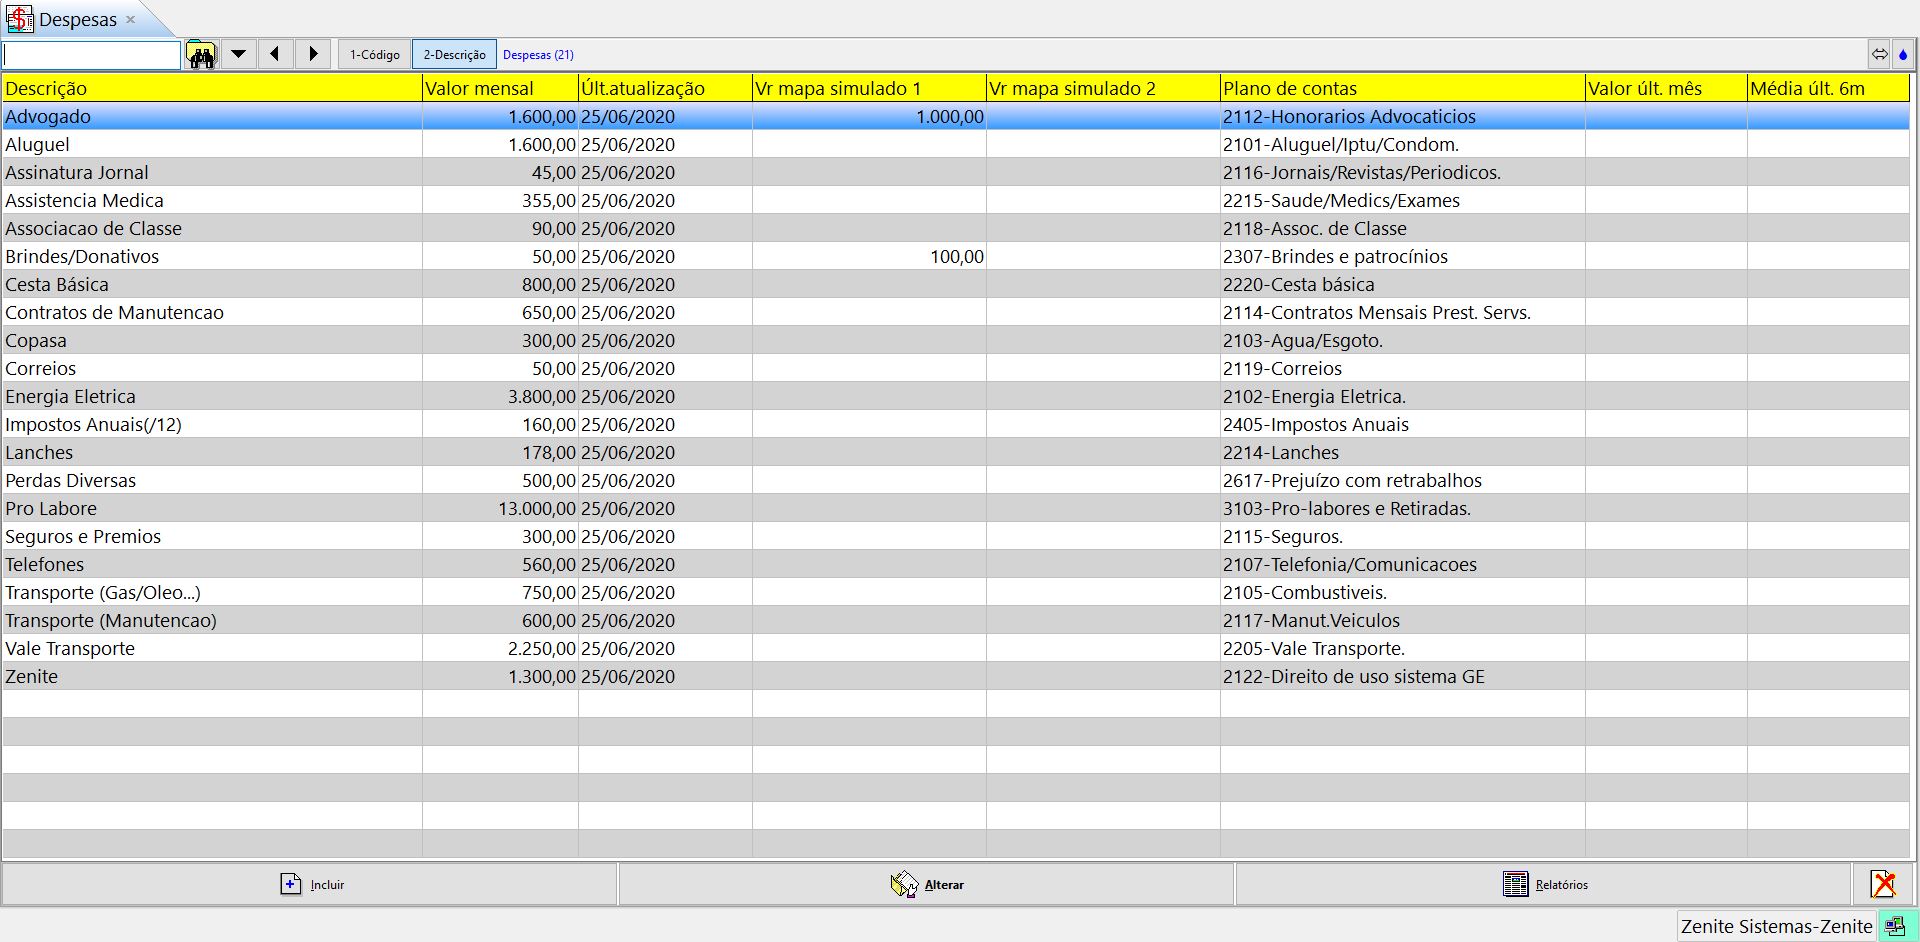 Despesas
1-Código 2-Descrição Despesas (21)
Descrição Valor mensal Últ.atualização Vr mapa simulado 1 Vr mapa simulado 2 Plano de contas Valor últ. mês Média últ. 6m
Advogado 1.600,00 25/06/2020 1.000,00 2112-Honorarios Advocaticios
Aluguel 1.600,00 25/06/2020 2101-Aluguel/Iptu/Condom.
Assinatura Jornal 45,00 25/06/2020 2116-Jornais/Revistas/Periodicos.
Assistencia Medica 355,00 25/06/2020 2215-Saude/Medics/Exames
Associacao de Classe 90,00 25/06/2020 2118-Assoc. de Classe
Brindes/Donativos 50,00 25/06/2020 100,00 2307-Brindes e patrocínios
Cesta Básica 800,00 25/06/2020 2220-Cesta básica
Contratos de Manutencao 650,00 25/06/2020 2114-Contratos Mensais Prest. Servs.
Copasa 300,00 25/06/2020 2103-Agua/Esgoto.
Correios 50,00 25/06/2020 2119-Correios
Energia Eletrica 3.800,00 25/06/2020 2102-Energia Eletrica.
Impostos Anuais(/12) 160,00 25/06/2020 2405-Impostos Anuais
Lanches 178,00 25/06/2020 2214-Lanches
Perdas Diversas 500,00 25/06/2020 2617-Prejuízo com retrabalhos
Pro Labore 13.000,00 25/06/2020 3103-Pro-labores e Retiradas.
Seguros e Premios 300,00 25/06/2020 2115-Seguros.
Telefones 560,00 25/06/2020 2107-Telefonia/Comunicacoes
Transporte (Gas/Oleo...) 750,00 25/06/2020 2105-Combustiveis.
Transporte (Manutencao) 600,00 25/06/2020 2117-Manut.Veiculos
Vale Transporte 2.250,00 25/06/2020 2205-Vale Transporte.
Zenite 1.300,00 25/06/2020 2122-Direito de uso sistema GE
Incluir Alterar Relatórios
Zenite Sistemas-Zenite